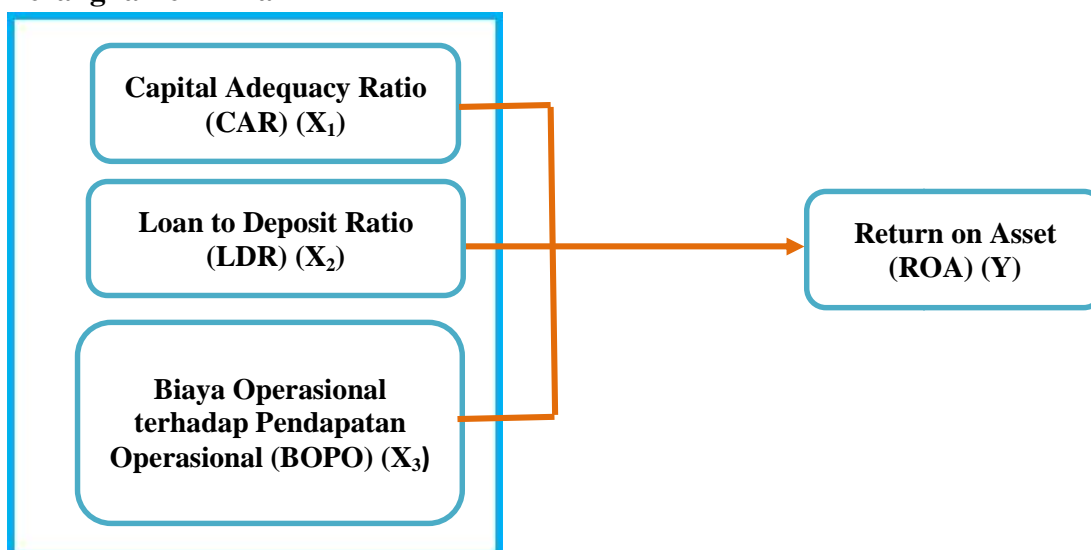 Capital Adequacy Ratio
(CAR) (X₁)
Loan to Deposit Ratio
(LDR) (X₂)
Return on Asset
(ROA) (Y)
Biaya Operasional
terhadap Pendapatan
Operasional (BOPO) (X₃)